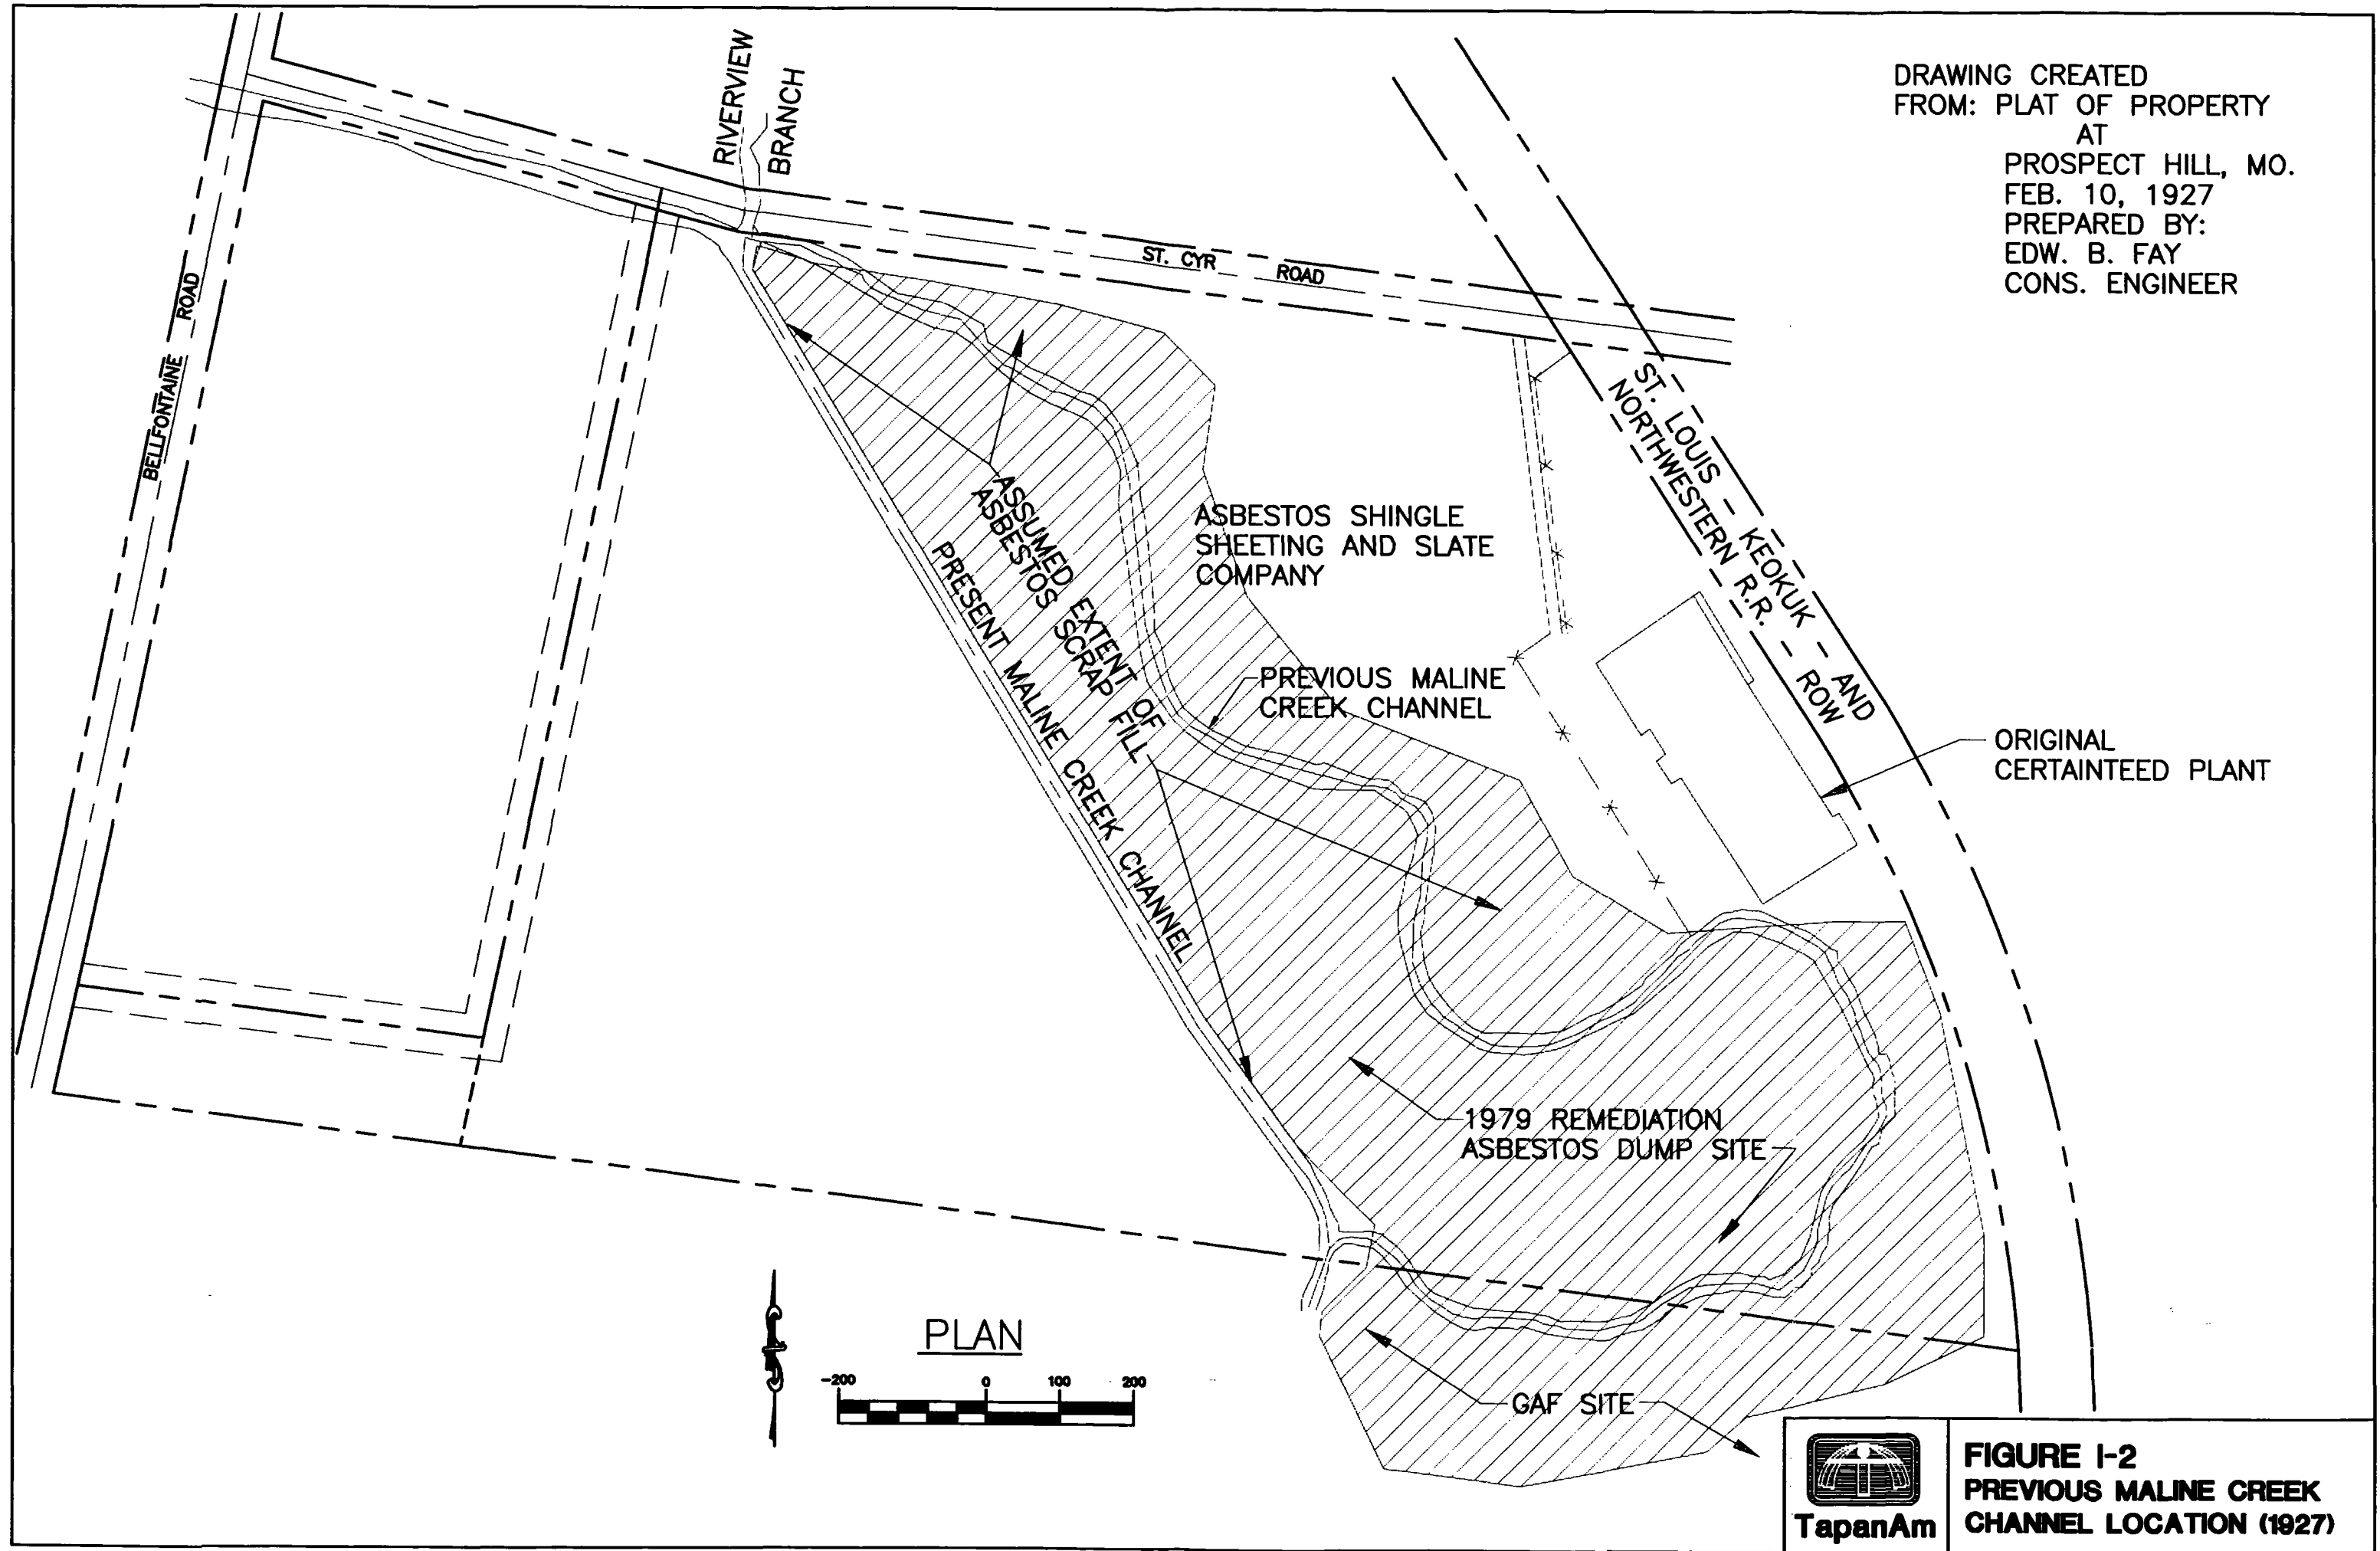 DRAWING CREATED
FROM: PLAT OF PROPERTY
AT
PROSPECT HILL, MO.
FEB. 10, 1927
PREPARED BY:
EDW. B. FAY
CONS. ENGINEER
RIVERVIEW
BRANCH
ST. CYR ROAD
BELLFONTAINE ROAD
ST. LOUIS - KEOKUK - AND
NORTHWESTERN R.R. - ROW
ASSUMED EXTENT OF
ASBESTOS SCRAP FILL
PRESENT MALINE CREEK CHANNEL
ASBESTOS SHINGLE
SHEETING AND SLATE
COMPANY
PREVIOUS MALINE
CREEK CHANNEL
ORIGINAL
CERTAINTEED PLANT
1979 REMEDIATION
ASBESTOS DUMP SITE
GAF SITE
PLAN
-200 0 100 200
TapanAm
FIGURE I-2
PREVIOUS MALINE CREEK
CHANNEL LOCATION (1927)